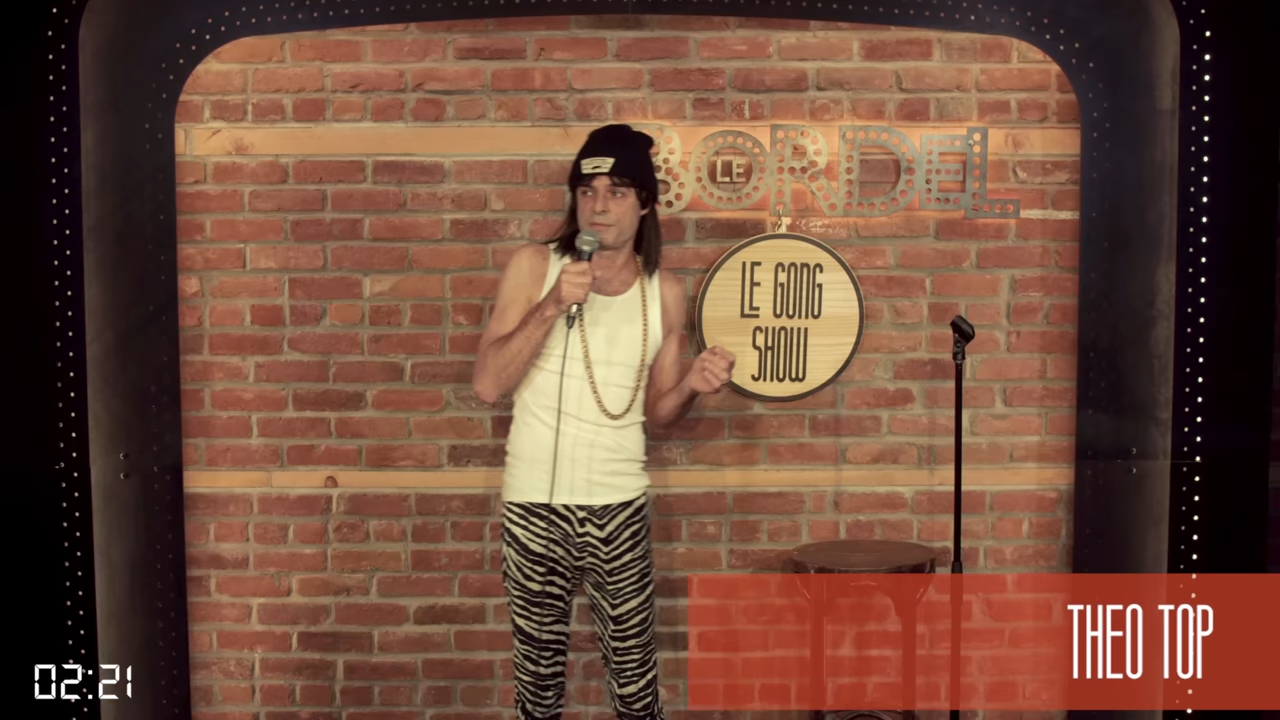 BORDEL
LE
LE GONG
SHOW
THEO TOP
02:21